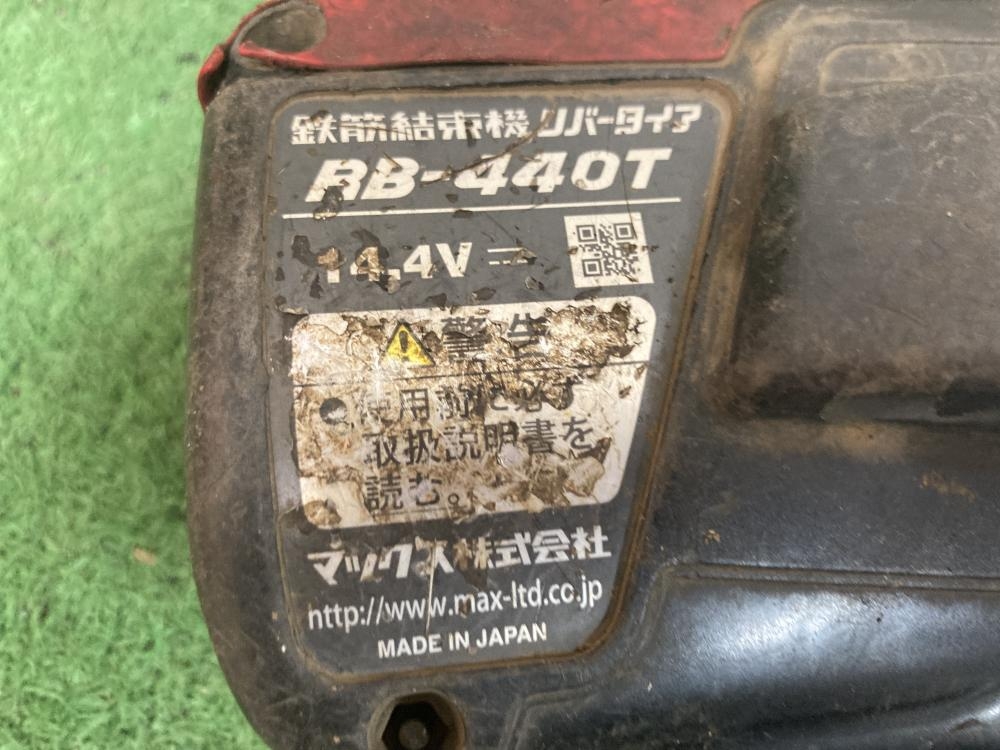 鉄筋結束機 リバータイア
RB-440T
14.4V ⎓
警告
使用前に必ず
取扱説明書を
読む。
マックス株式会社
http://www.max-ltd.co.jp
MADE IN JAPAN